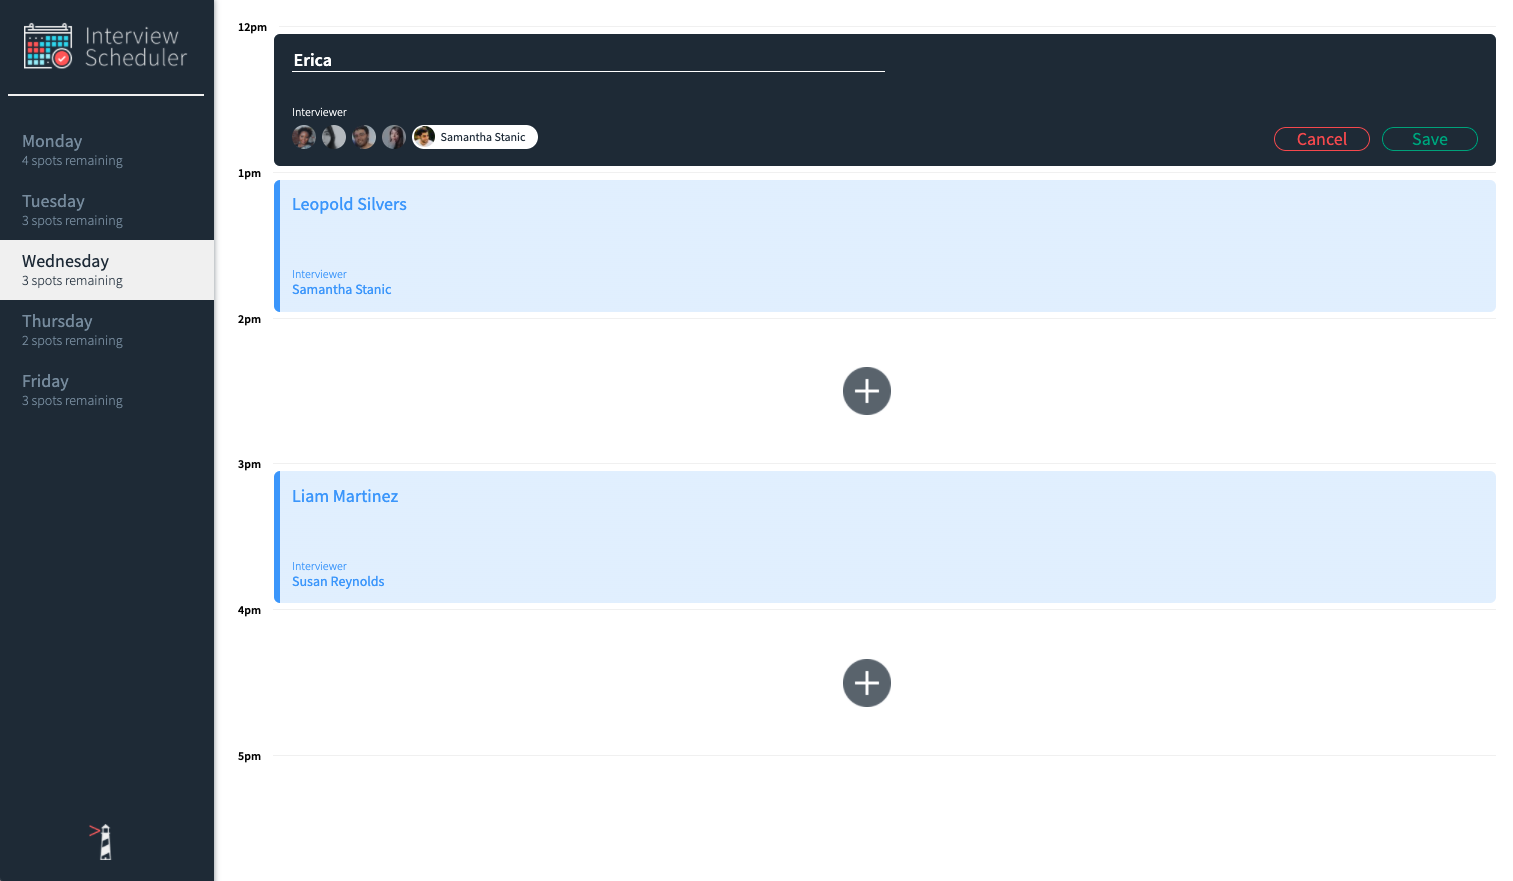 Interview
Scheduler
Monday
4 spots remaining
Tuesday
3 spots remaining
Wednesday
3 spots remaining
Thursday
2 spots remaining
Friday
3 spots remaining
12pm
Erica
Interviewer
Samantha Stanic
Cancel
Save
1pm
Leopold Silvers
Interviewer
Samantha Stanic
2pm
3pm
Liam Martinez
Interviewer
Susan Reynolds
4pm
5pm